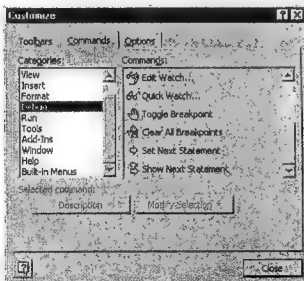 Customize
Toolbars Commands Options
Categories:
View
Insert
Format
Debug
Run
Tools
Add-Ins
Window
Help
Built-in Menus
Commands:
Edit Watch...
Quick Watch...
Toggle Breakpoint
Clear All Breakpoints
Set Next Statement
Show Next Statement
Selected command:
Description
Modify Selection
Close